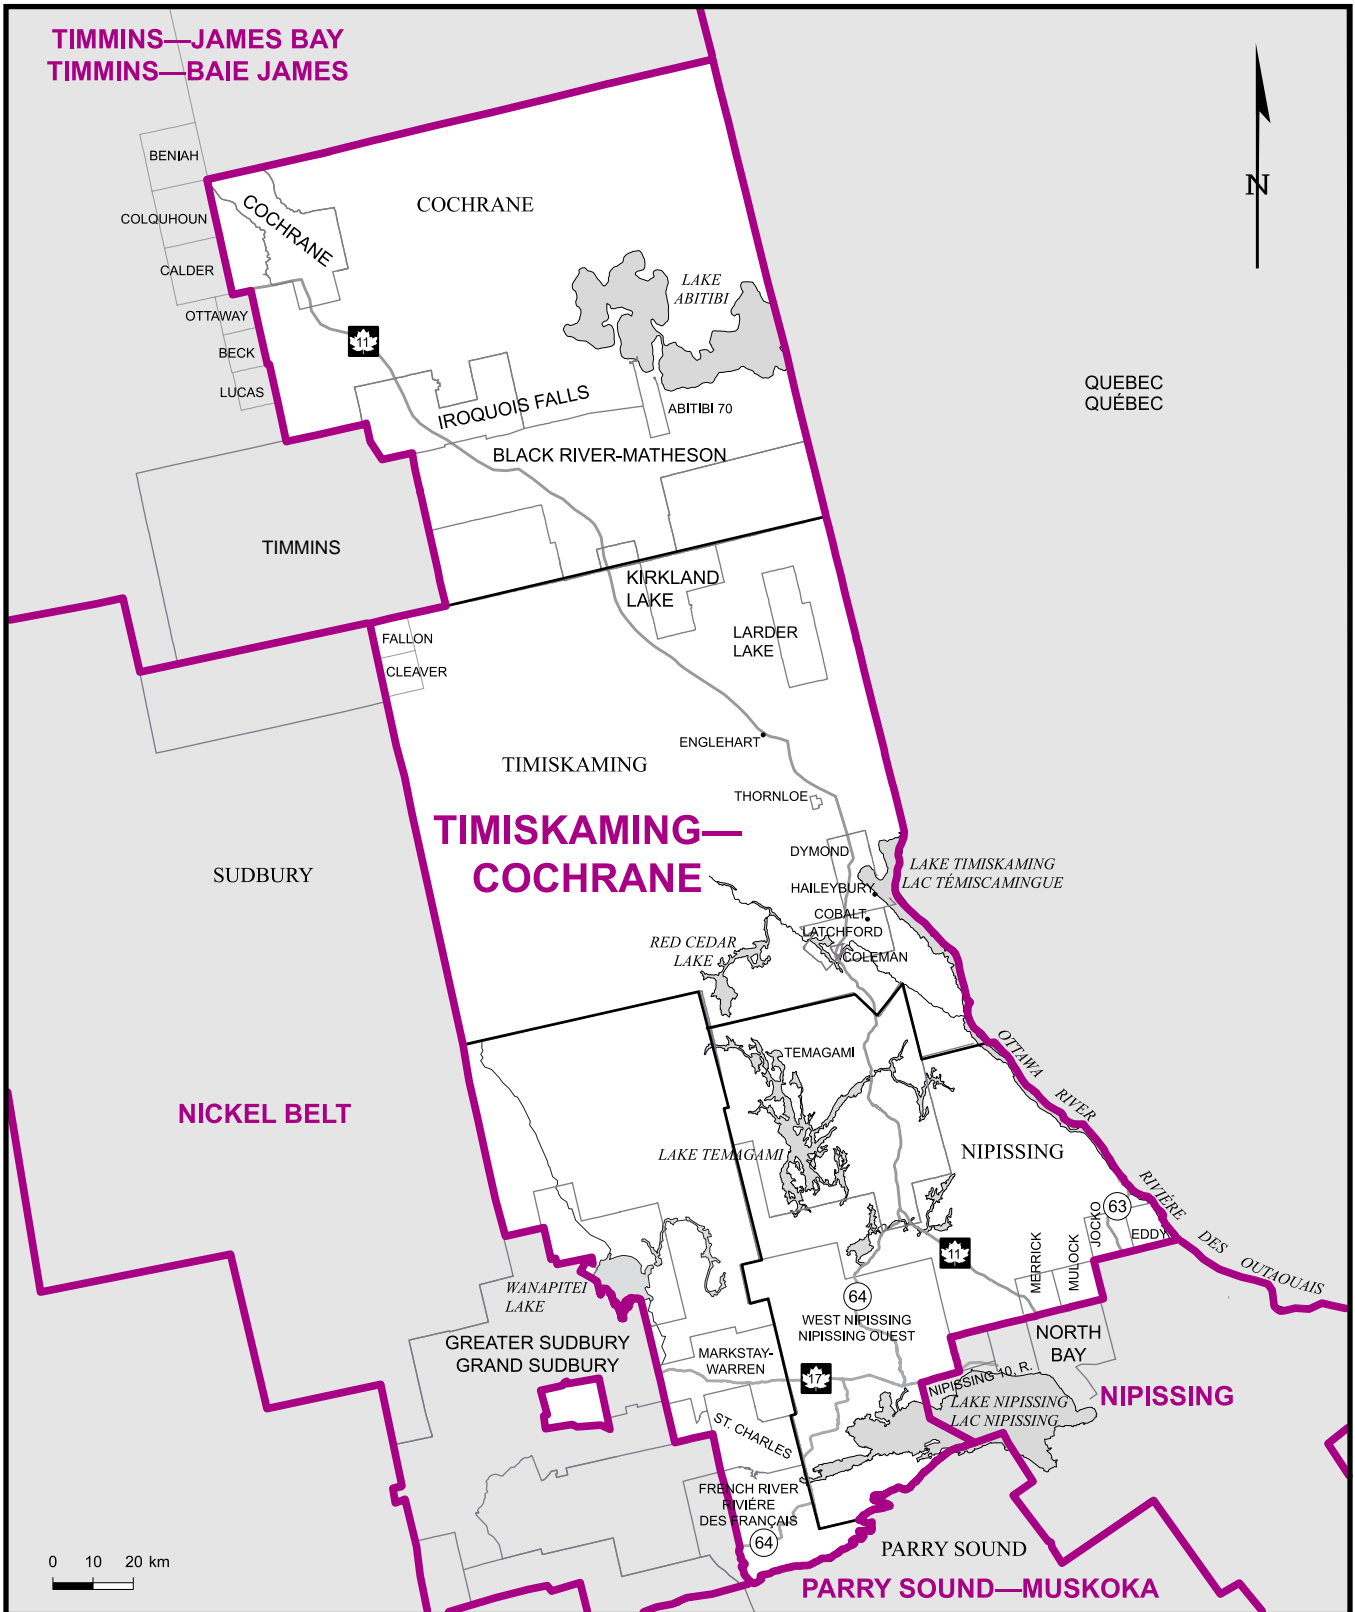 TIMMINS—JAMES BAY
TIMMINS—BAIE JAMES
N
BENIAH
COLQUHOUN
CALDER
OTTAWAY
BECK
LUCAS
COCHRANE
COCHRANE
LAKE
ABITIBI
11
QUEBEC
QUÉBEC
IROQUOIS FALLS
ABITIBI 70
BLACK RIVER-MATHESON
TIMMINS
KIRKLAND
LAKE
FALLON
CLEAVER
LARDER
LAKE
ENGLEHART
TIMISKAMING
THORNLOE
TIMISKAMING—
COCHRANE
DYMOND
LAKE TIMISKAMING
LAC TÉMISCAMINGUE
HAILEYBURY
SUDBURY
COBALT
LATCHFORD
COLEMAN
RED CEDAR
LAKE
TEMAGAMI
OTTAWA RIVER
RIVIÈRE DES OUTAOUAIS
NICKEL BELT
LAKE TEMAGAMI
NIPISSING
63
JOCKO
EDDY
MERRICK
MULOCK
11
WANAPITEI
LAKE
64
WEST NIPISSING
NIPISSING OUEST
NORTH
BAY
GREATER SUDBURY
GRAND SUDBURY
MARKSTAY-
WARREN
17
NIPISSING 10, R.
LAKE NIPISSING
LAC NIPISSING
NIPISSING
ST. CHARLES
FRENCH RIVER
RIVIÉRE
DES FRANÇAIS
64
PARRY SOUND
PARRY SOUND—MUSKOKA
0 10 20 km